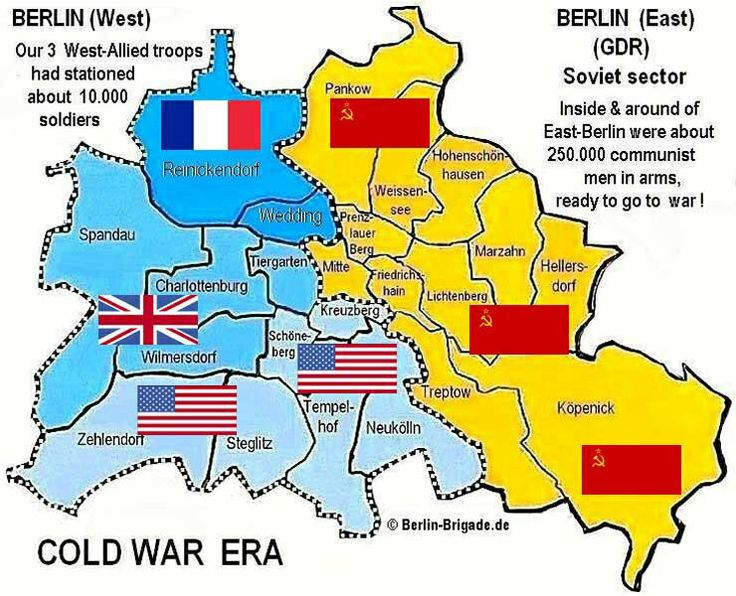 BERLIN (West)
Our 3 West-Allied troops
had stationed
about 10.000
soldiers
BERLIN (East)
(GDR)
Soviet sector
Inside & around of
East-Berlin were about
250.000 communist
men in arms,
ready to go to war !
Pankow
Reinickendorf
Hohenschön-
hausen
Weissen-
see
Wedding
Prenz-
lauer
Berg
Spandau
Tiergarten
Mitte
Marzahn
Hellers-
dorf
Charlottenburg
Friedrichs-
hain
Lichtenberg
Kreuzberg
Schöne-
berg
Wilmersdorf
Treptow
Köpenick
Tempel-
hof
Neukölln
Zehlendorf
Steglitz
© Berlin-Brigade.de
COLD WAR ERA